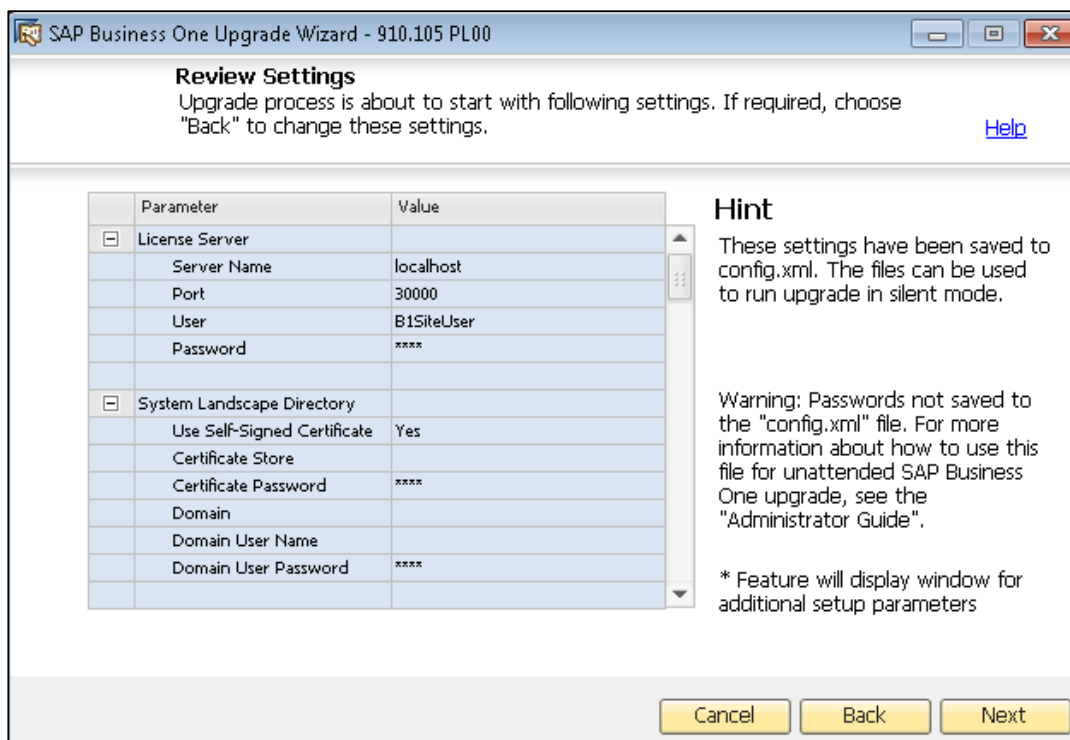 SAP Business One Upgrade Wizard - 910.105 PL00
Review Settings
Upgrade process is about to start with following settings. If required, choose
"Back" to change these settings.
Help
Parameter Value
License Server
Server Name localhost
Port 30000
User B1SiteUser
Password ****
System Landscape Directory
Use Self-Signed Certificate Yes
Certificate Store
Certificate Password ****
Domain
Domain User Name
Domain User Password ****
Hint
These settings have been saved to
config.xml. The files can be used
to run upgrade in silent mode.
Warning: Passwords not saved to
the "config.xml" file. For more
information about how to use this
file for unattended SAP Business
One upgrade, see the
"Administrator Guide".
* Feature will display window for
additional setup parameters
Cancel Back Next